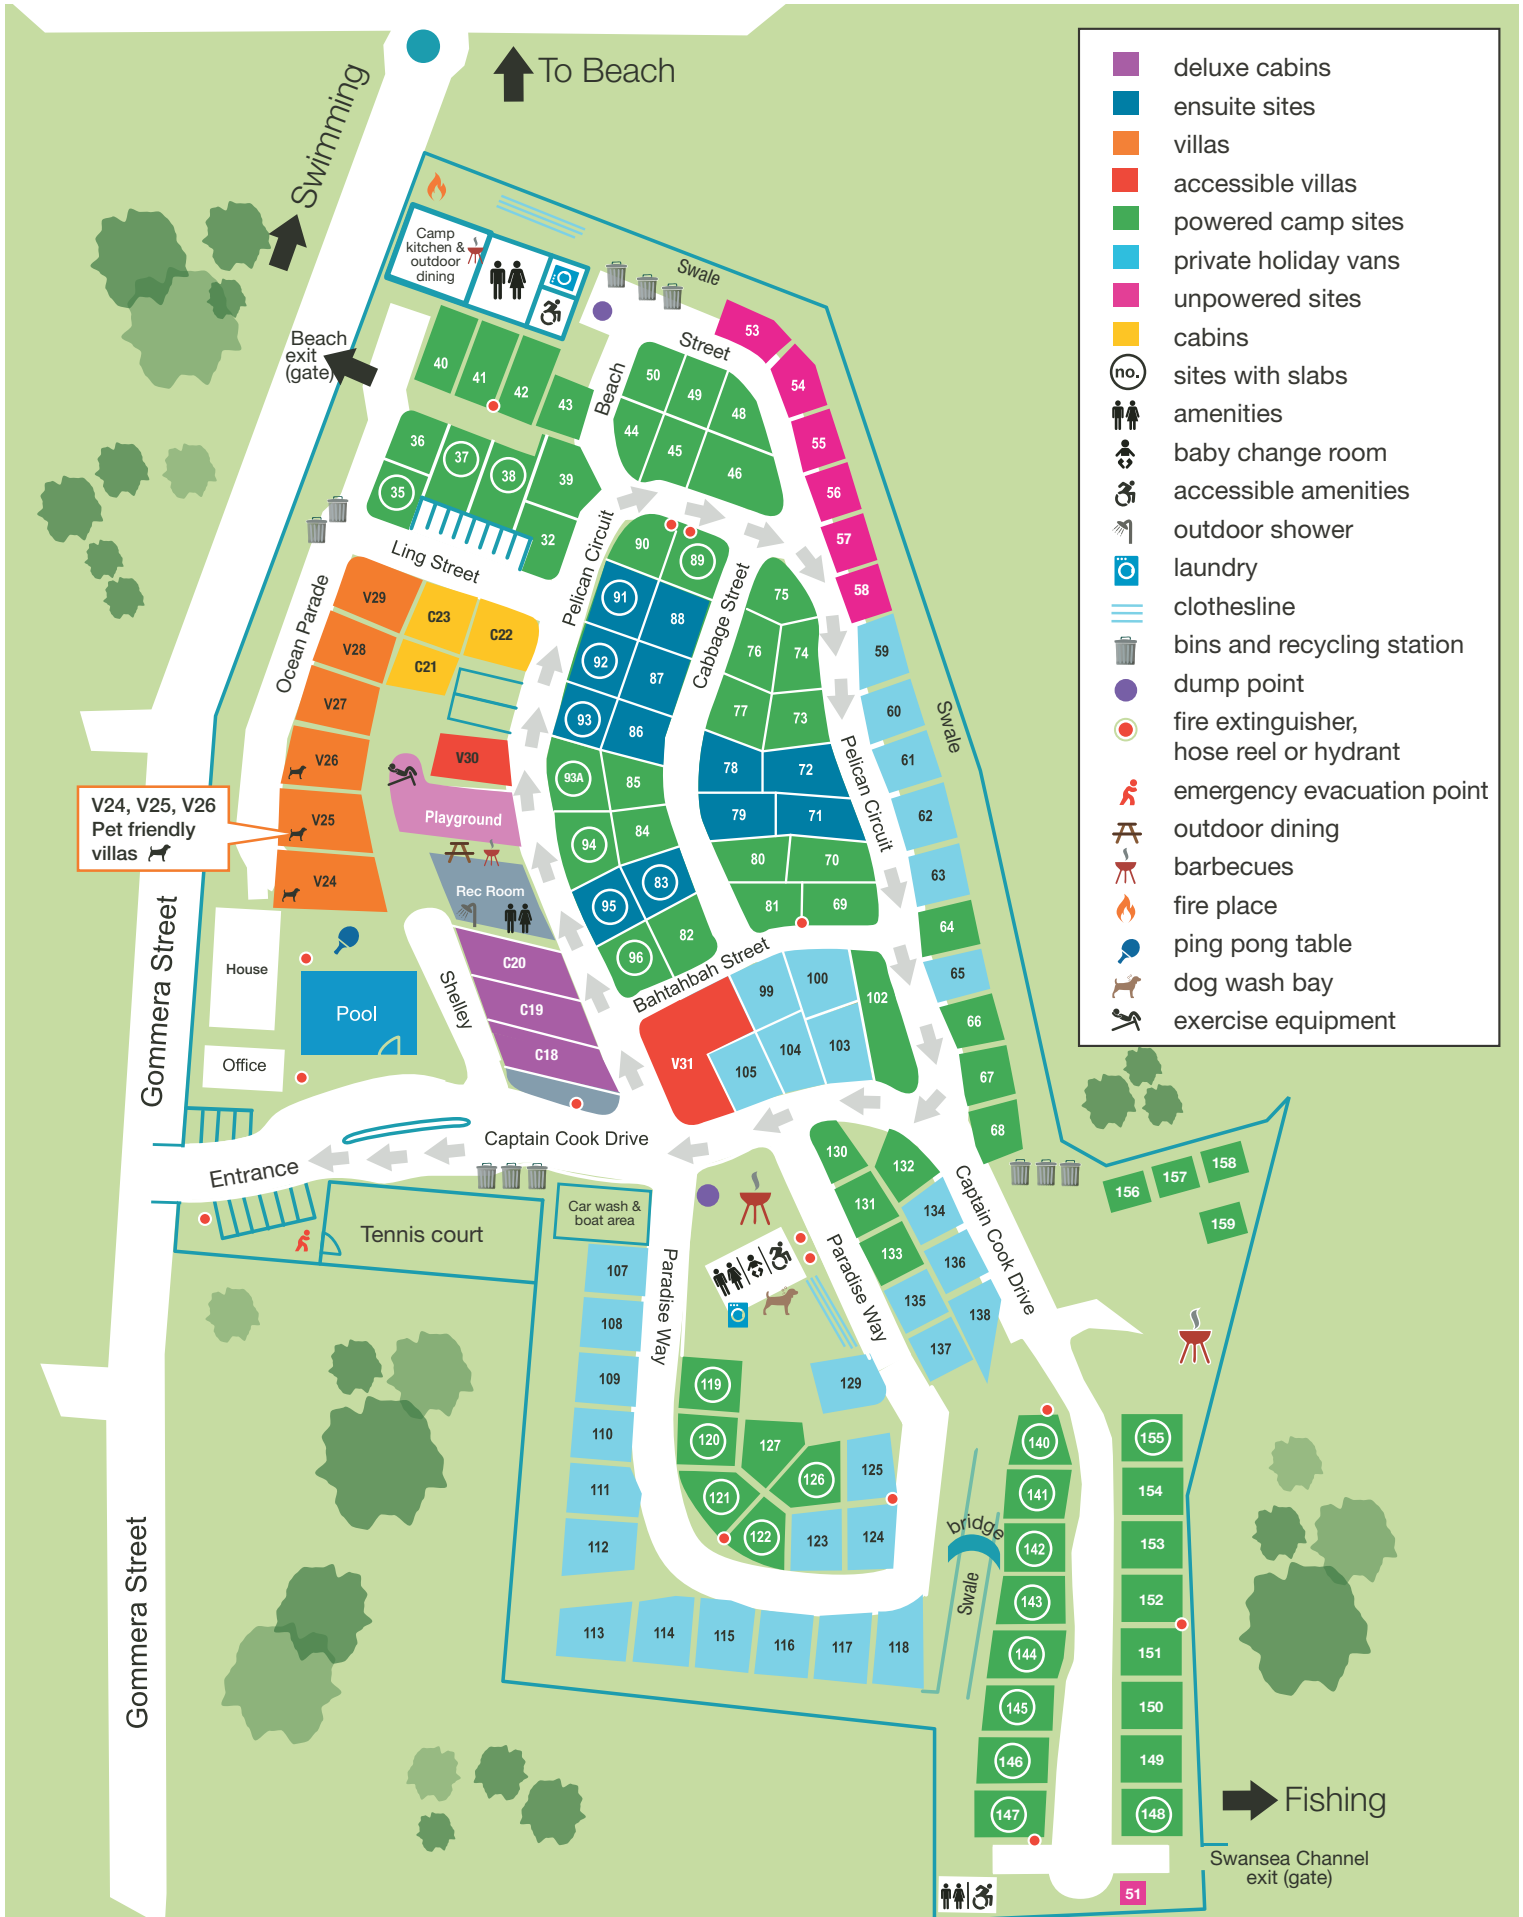 To Beach
Swimming
Camp
kitchen &
outdoor
dining
Swale
Beach
exit
(gate)
Beach
Street
53
54
55
56
57
58
50
49
48
44
45
46
40
41
42
43
36
37
38
39
35
32
Ling Street
Pelican Circuit
Ocean Parade
Cabbage Street
90
89
91
88
92
87
93
86
93A
85
94
84
95
83
96
82
75
76
74
77
73
78
72
79
71
80
70
81
69
Pelican Circuit
Swale
59
60
61
62
63
64
65
66
67
68
V29
V28
V27
V26
V25
V24
C23
C22
C21
V30
V24, V25, V26
Pet friendly
villas
Playground
Rec Room
C20
C19
C18
House
Pool
Office
Shelley
Gommera Street
Bahtahbah Street
V31
99
100
102
105
104
103
Captain Cook Drive
Entrance
Tennis court
Car wash &
boat area
130
132
131
134
133
136
135
138
137
Captain Cook Drive
156
157
158
159
Paradise Way
Paradise Way
107
108
109
110
111
112
113
114
115
116
117
118
119
120
121
122
127
126
125
123
124
129
bridge
Swale
140
141
142
143
144
145
146
147
155
154
153
152
151
150
149
148
51
Gommera Street
Fishing
Swansea Channel
exit (gate)
deluxe cabins
ensuite sites
villas
accessible villas
powered camp sites
private holiday vans
unpowered sites
cabins
no. sites with slabs
amenities
baby change room
accessible amenities
outdoor shower
laundry
clothesline
bins and recycling station
dump point
fire extinguisher,
hose reel or hydrant
emergency evacuation point
outdoor dining
barbecues
fire place
ping pong table
dog wash bay
exercise equipment